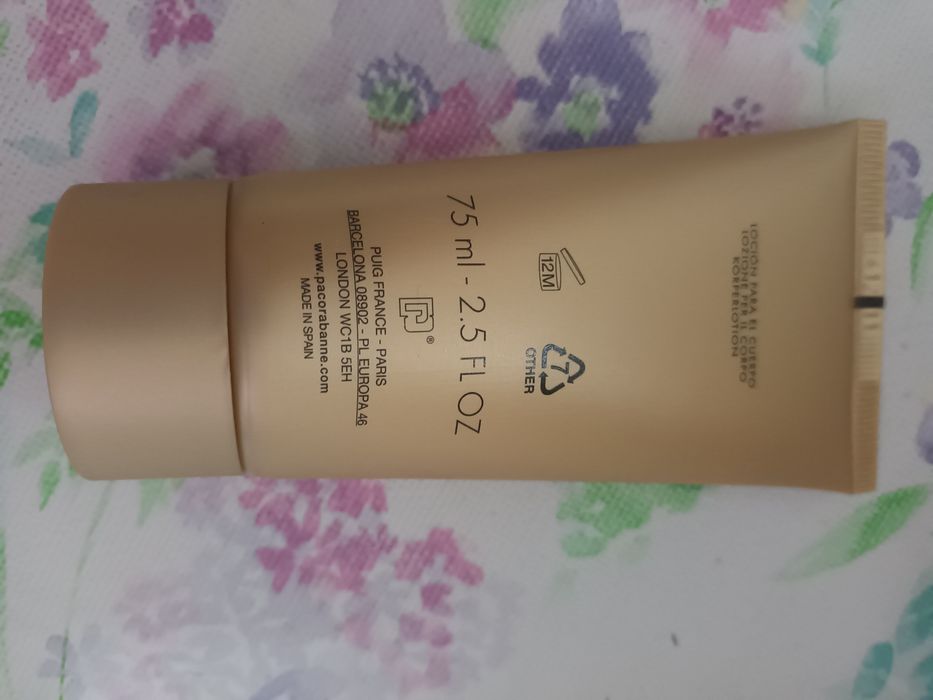 LOCIÓN PARA EL CUERPO
LOZIONE PER IL CORPO
KÖRPERLOTION
12M
7
OTHER
75 ml - 2.5 FL OZ
®
PUIG FRANCE - PARIS
BARCELONA 08902 - PL. EUROPA 46
LONDON WC1B 5EH
www.pacorabanne.com
MADE IN SPAIN